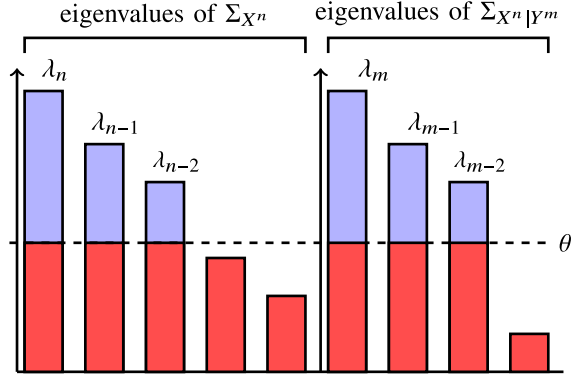 eigenvalues of Σ_{X^n} eigenvalues of Σ_{X^n|Y^m}
λ_n λ_m
λ_{n−1} λ_{m−1}
λ_{n−2} λ_{m−2}
θ